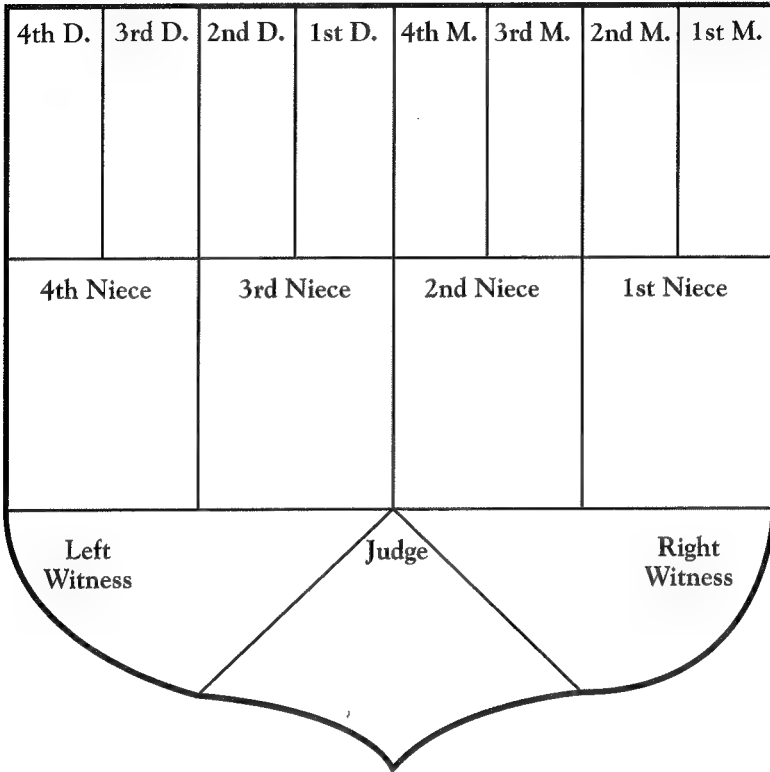 4th D. 3rd D. 2nd D. 1st D. 4th M. 3rd M. 2nd M. 1st M.
4th Niece 3rd Niece 2nd Niece 1st Niece
Left
Witness
Judge
Right
Witness